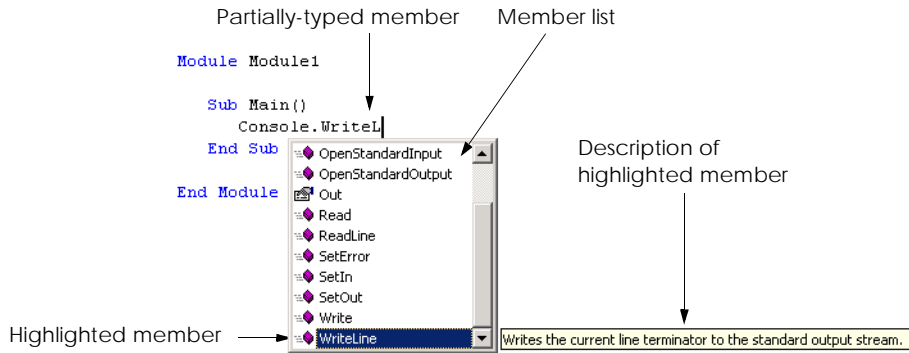 Partially-typed member
Member list
Module Module1
Sub Main()
Console.WriteL
End Sub
End Module
OpenStandardInput
OpenStandardOutput
Out
Read
ReadLine
SetError
SetIn
SetOut
Write
WriteLine
Description of
highlighted member
Highlighted member
Writes the current line terminator to the standard output stream.